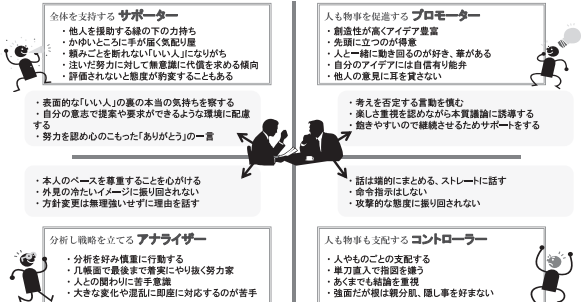 全体を支持する サポーター
・他人を援助する縁の下の力持ち
・かゆいところに手が届く気配り屋
・頼みごとを断れない「いい人」になりがち
・注いだ努力に対して無意識に代償を求める傾向
・評価されないと態度が豹変することもある
人も物事を促進する プロモーター
・創造性が高くアイデア豊富
・先頭に立つのが得意
・人と一緒に動き回るのが好き、華がある
・自分のアイデアには自信有り能弁
・他人の意見に耳を貸さない
・表面的な「いい人」の裏の本当の気持ちを察する
・自分の意志で提案や要求ができるような環境に配慮
する
・努力を認め心のこもった「ありがとう」の一言
・考えを否定する言動を慎む
・楽しさ重視を認めながら本質議論に誘導する
・飽きやすいので継続させるためサポートをする
・本人のペースを尊重することを心がける
・外見の冷たいイメージに振り回されない
・方針変更は無理強いせずに理由を話す
・話は端的にまとめる、ストレートに話す
・命令指示はしない
・攻撃的な態度に振り回されない
分析し戦略を立てる アナライザー
・分析を好み慎重に行動する
・几帳面で最後まで着実にやり抜く努力家
・人との関わりに苦手意識
・大きな変化や混乱に即座に対応するのが苦手
人も物事も支配する コントローラー
・人やものごとの支配する
・単刀直入で指図を嫌う
・あくまでも結論を重視
・強面だが根は親分肌、隠し事を好まない